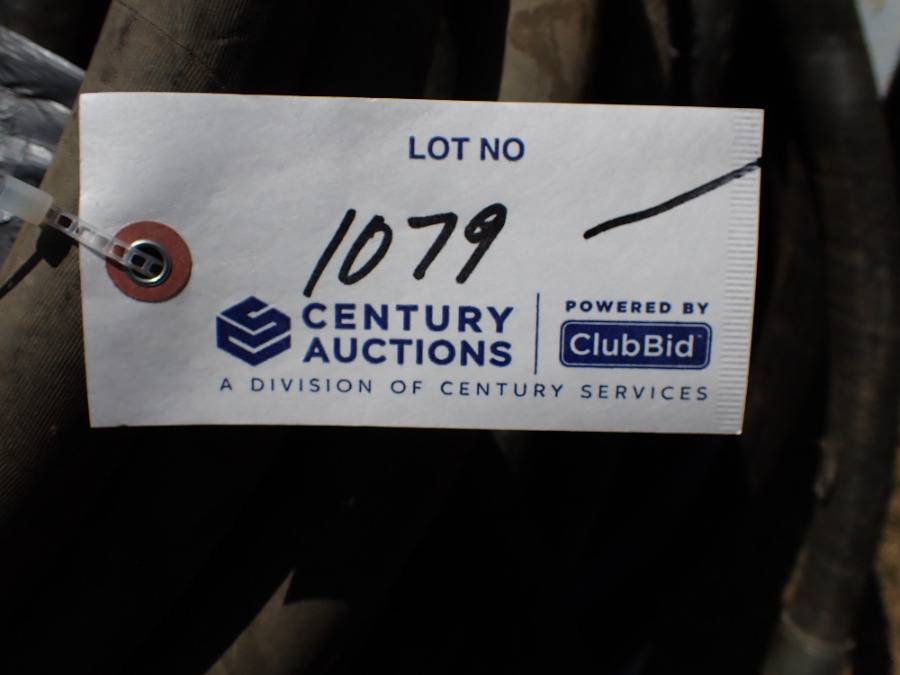 LOT NO
1079
CENTURY AUCTIONS
POWERED BY
ClubBid
A DIVISION OF CENTURY SERVICES